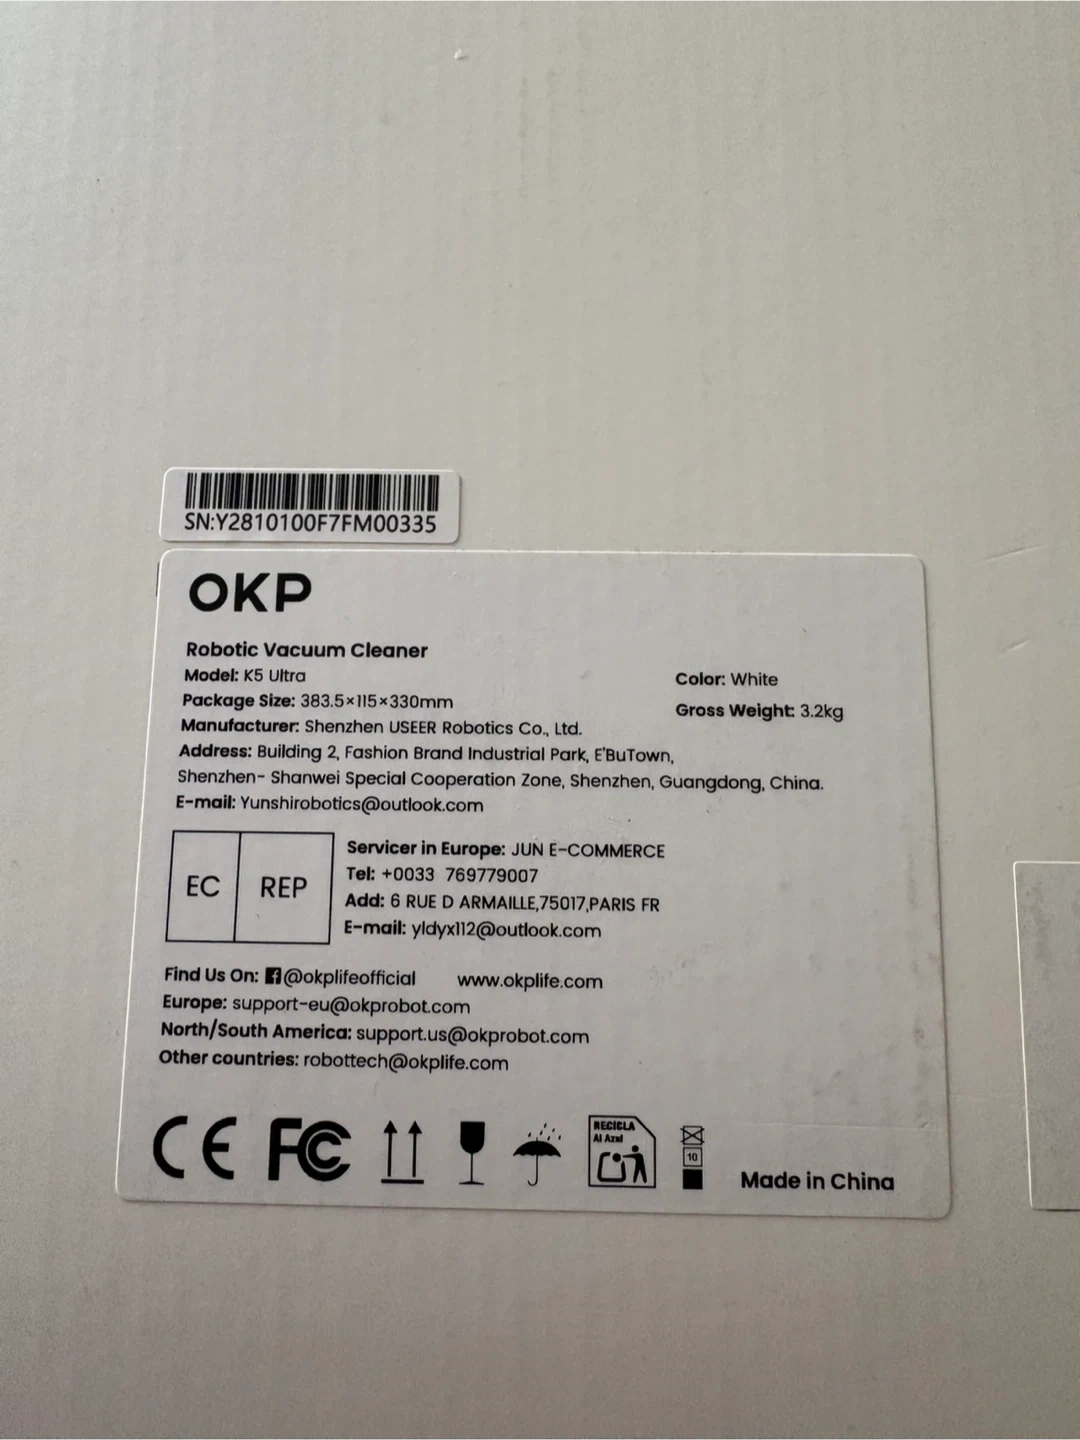 SN:Y2810100F7FM00335
OKP
Robotic Vacuum Cleaner
Model: K5 Ultra
Color: White
Package Size: 383.5×115×330mm
Gross Weight: 3.2kg
Manufacturer: Shenzhen USEER Robotics Co., Ltd.
Address: Building 2, Fashion Brand Industrial Park, E'BuTown,
Shenzhen- Shanwei Special Cooperation Zone, Shenzhen, Guangdong, China.
E-mail: Yunshirobotics@outlook.com
EC REP
Servicer in Europe: JUN E-COMMERCE
Tel: +0033 769779007
Add: 6 RUE D ARMAILLE,75017,PARIS FR
E-mail: yldyx112@outlook.com
Find Us On: @okplifeofficial www.okplife.com
Europe: support-eu@okprobot.com
North/South America: support.us@okprobot.com
Other countries: robottech@okplife.com
CE FC
RECICLA
Al Azul
10
Made in China